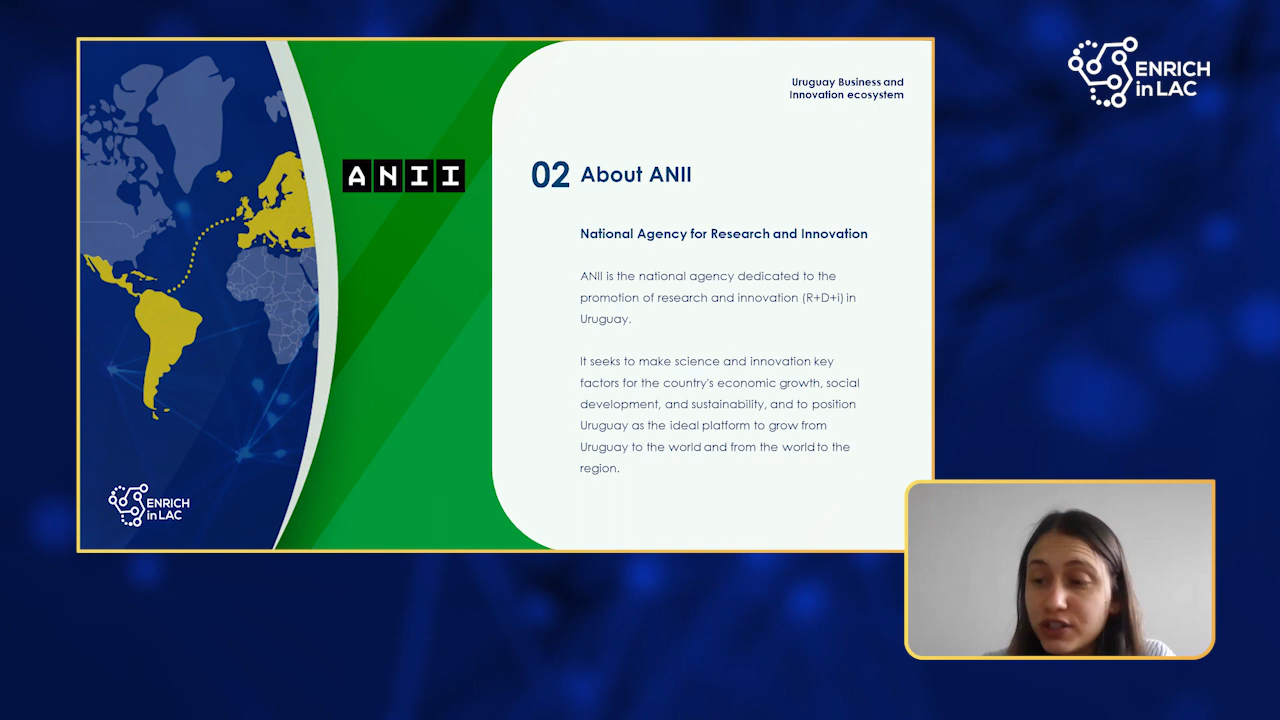 ENRICH
in LAC
Uruguay Business and
Innovation ecosystem
ANII
02 About ANII
National Agency for Research and Innovation
ANII is the national agency dedicated to the
promotion of research and innovation (R+D+i) in
Uruguay.
It seeks to make science and innovation key
factors for the country's economic growth, social
development, and sustainability, and to position
Uruguay as the ideal platform to grow from
Uruguay to the world and from the world to the
region.
ENRICH
in LAC